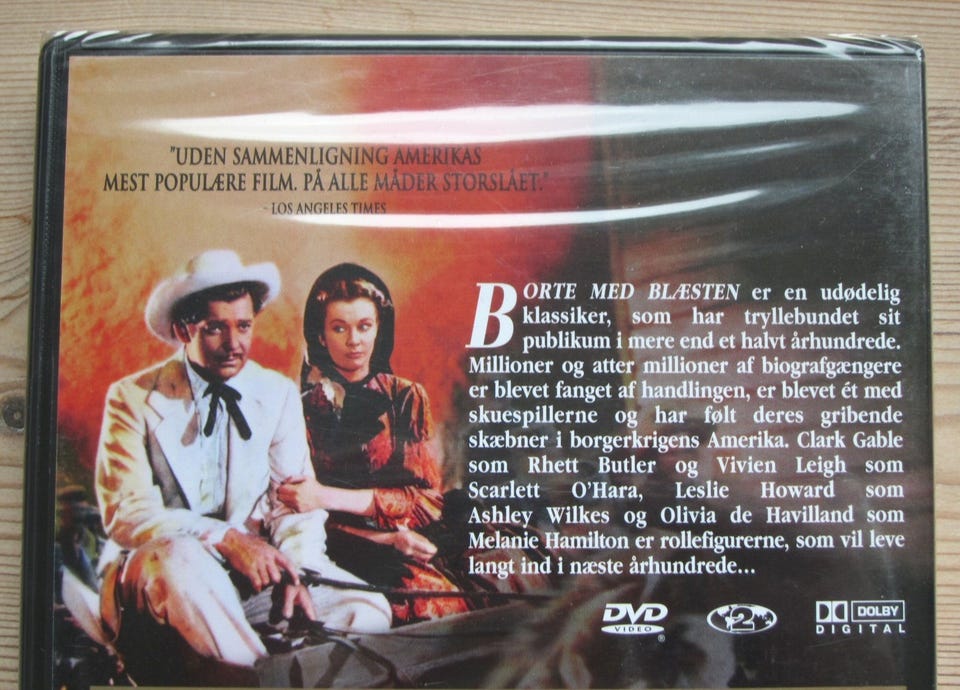 "UDEN SAMMENLIGNING AMERIKAS
MEST POPULÆRE FILM. PÅ ALLE MÅDER STORSLÅET."
- LOS ANGELES TIMES
BORTE MED BLÆSTEN er en udødelig
klassiker, som har tryllebundet sit
publikum i mere end et halvt århundrede.
Millioner og atter millioner af biografgængere
er blevet fanget af handlingen, er blevet ét med
skuespillerne og har følt deres gribende
skæbner i borgerkrigens Amerika. Clark Gable
som Rhett Butler og Vivien Leigh som
Scarlett O'Hara, Leslie Howard som
Ashley Wilkes og Olivia de Havilland som
Melanie Hamilton er rollefigurerne, som vil leve
langt ind i næste århundrede...
DVD
VIDEO
®
2
DOLBY
DIGITAL